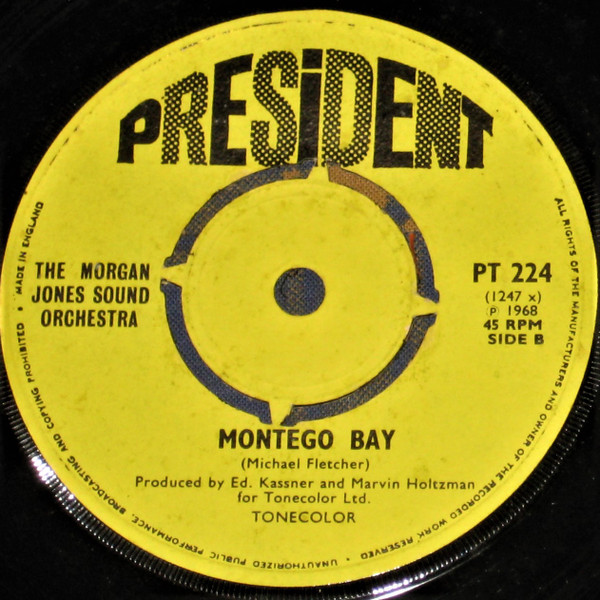 PRESiDENT
THE MORGAN
JONES SOUND
ORCHESTRA
PT 224
(1247 x)
Ⓟ 1968
45 RPM
SIDE B
MONTEGO BAY
(Michael Fletcher)
Produced by Ed. Kassner and Marvin Holtzman
for Tonecolor Ltd.
TONECOLOR
ALL RIGHTS OF THE MANUFACTURERS AND OWNER OF THE RECORDED WORK RESERVED • UNAUTHORIZED PUBLIC PERFORMANCE, BROADCASTING AND COPYING PROHIBITED • MADE IN ENGLAND